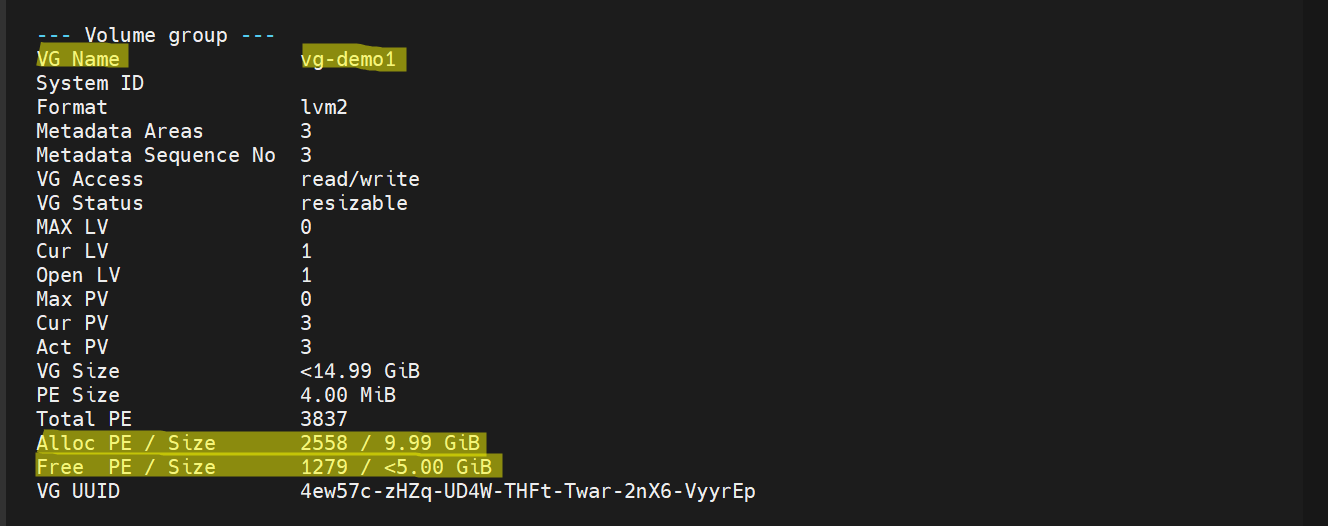 --- Volume group ---
VG Name               vg-demo1
System ID
Format                lvm2
Metadata Areas        3
Metadata Sequence No  3
VG Access             read/write
VG Status             resizable
MAX LV                0
Cur LV                1
Open LV               1
Max PV                0
Cur PV                3
Act PV                3
VG Size               <14.99 GiB
PE Size               4.00 MiB
Total PE              3837
Alloc PE / Size       2558 / 9.99 GiB
Free  PE / Size       1279 / <5.00 GiB
VG UUID               4ew57c-zHZq-UD4W-THFt-Twar-2nX6-VyyrEp